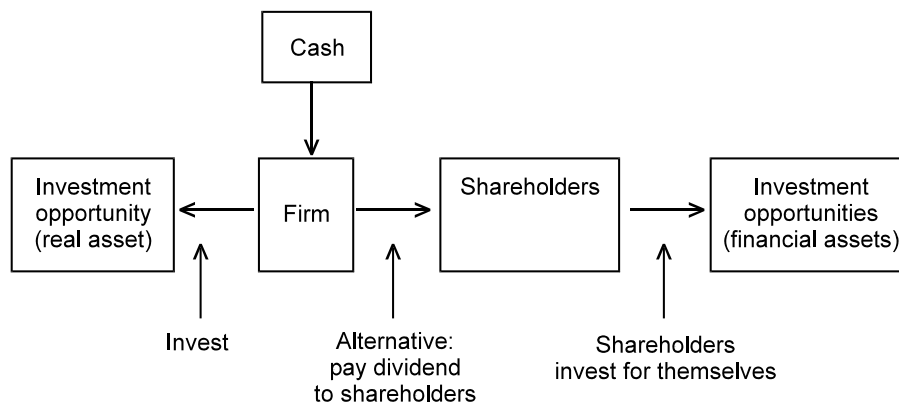 Cash
Investment
opportunity
(real asset)
Firm
Shareholders
Investment
opportunities
(financial assets)
Invest
Alternative:
pay dividend
to shareholders
Shareholders
invest for themselves